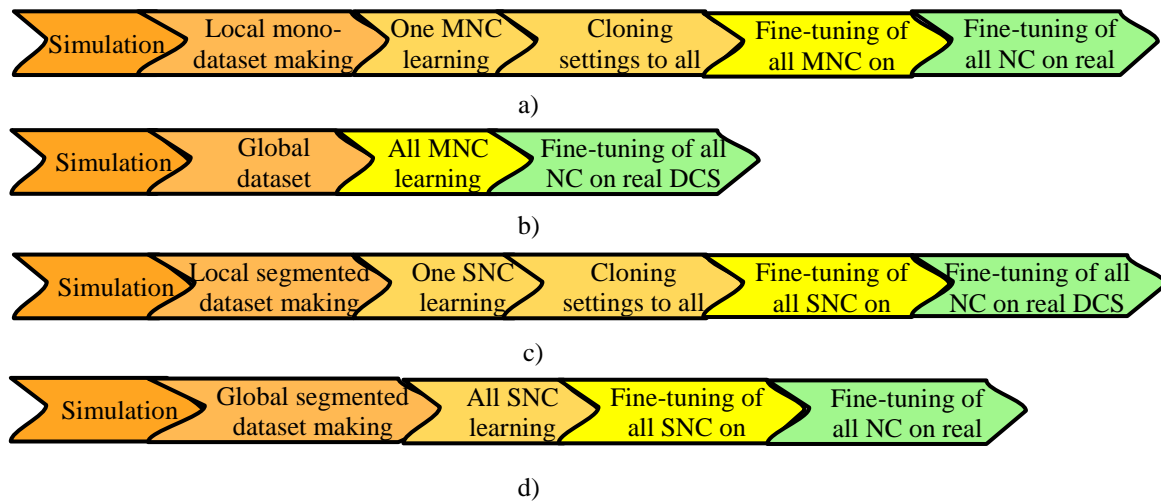 Simulation
Local mono-
dataset making
One MNC
learning
Cloning
settings to all
Fine-tuning of
all MNC on
Fine-tuning of
all NC on real
a)
Simulation
Global
dataset
All MNC
learning
Fine-tuning of all
NC on real DCS
b)
Simulation
Local segmented
dataset making
One SNC
learning
Cloning
settings to all
Fine-tuning of
all SNC on
Fine-tuning of all
NC on real DCS
c)
Simulation
Global segmented
dataset making
All SNC
learning
Fine-tuning of
all SNC on
Fine-tuning of
all NC on real
d)